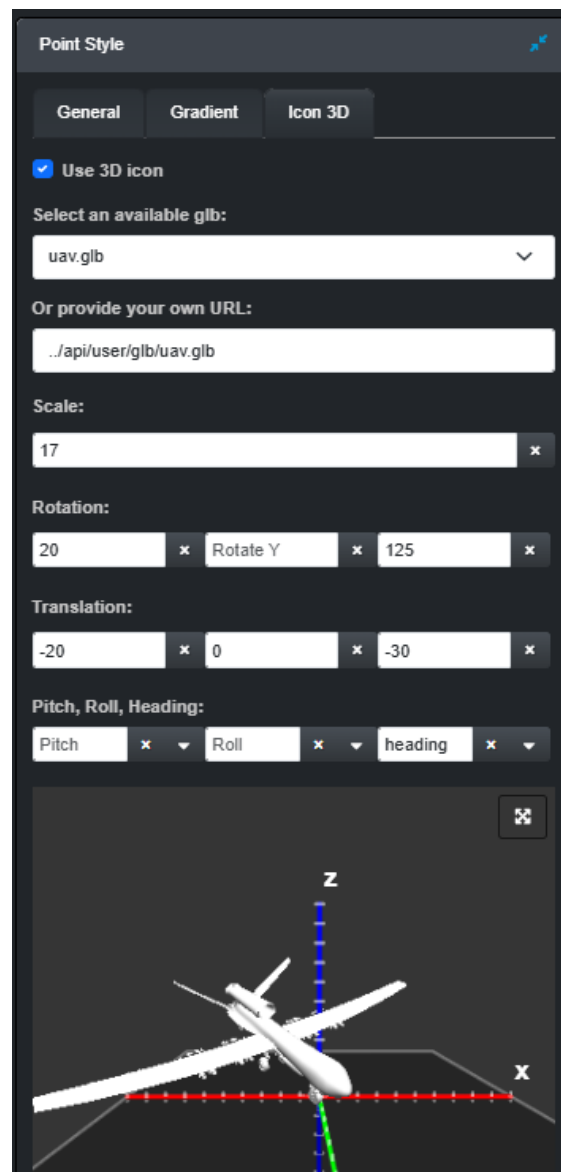 Point Style
General Gradient Icon 3D
Use 3D icon
Select an available glb:
uav.glb
Or provide your own URL:
../api/user/glb/uav.glb
Scale:
17
Rotation:
20 Rotate Y 125
Translation:
-20 0 -30
Pitch, Roll, Heading:
Pitch Roll heading
Z
X